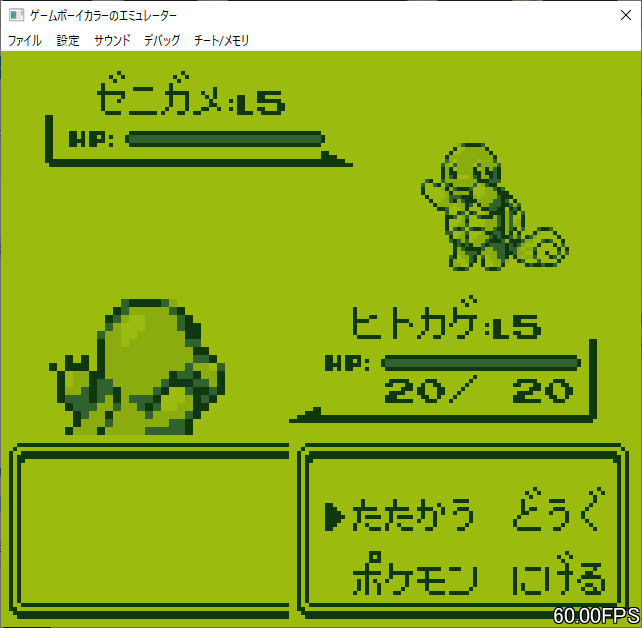 ゲームボーイカラーのエミュレーター
ファイル 設定 サウンド デバッグ チート/メモリ
ゼニガメ:L5
HP:
ヒトカゲ:L5
HP:
20/ 20
▶たたかう どうぐ
ポケモン にげる
60.00FPS